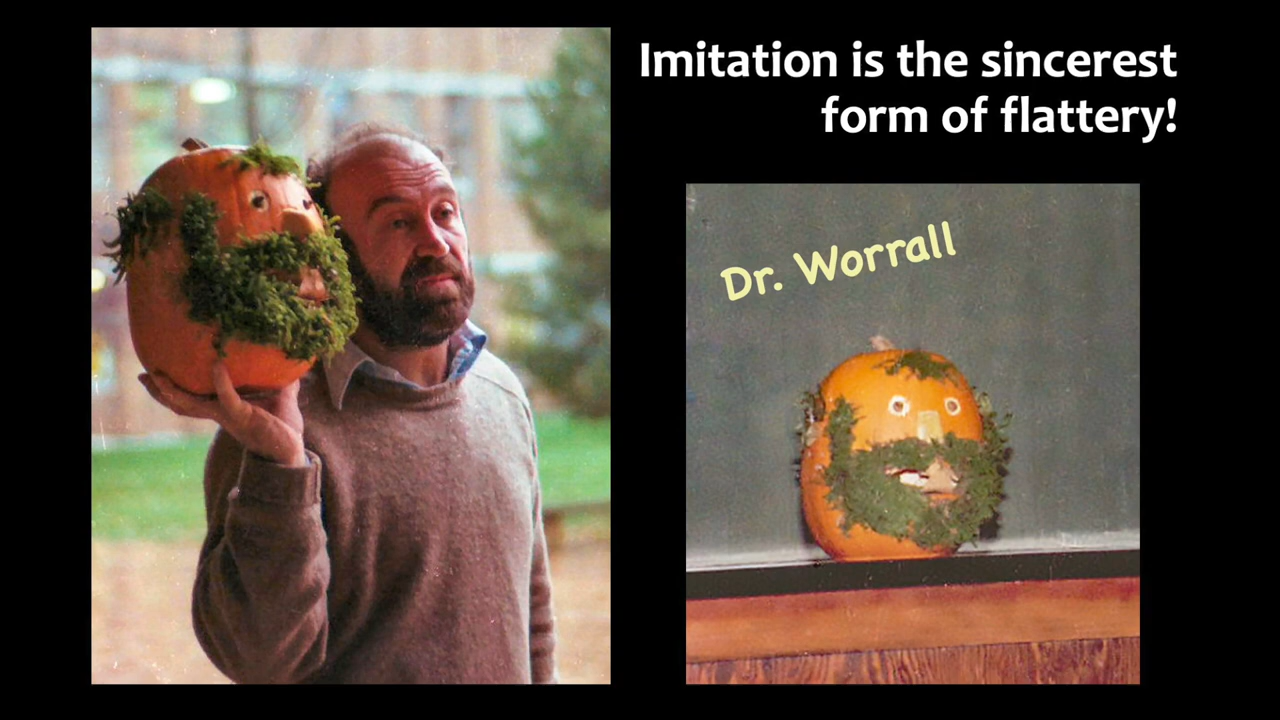 Imitation is the sincerest
form of flattery!
Dr. Worrall